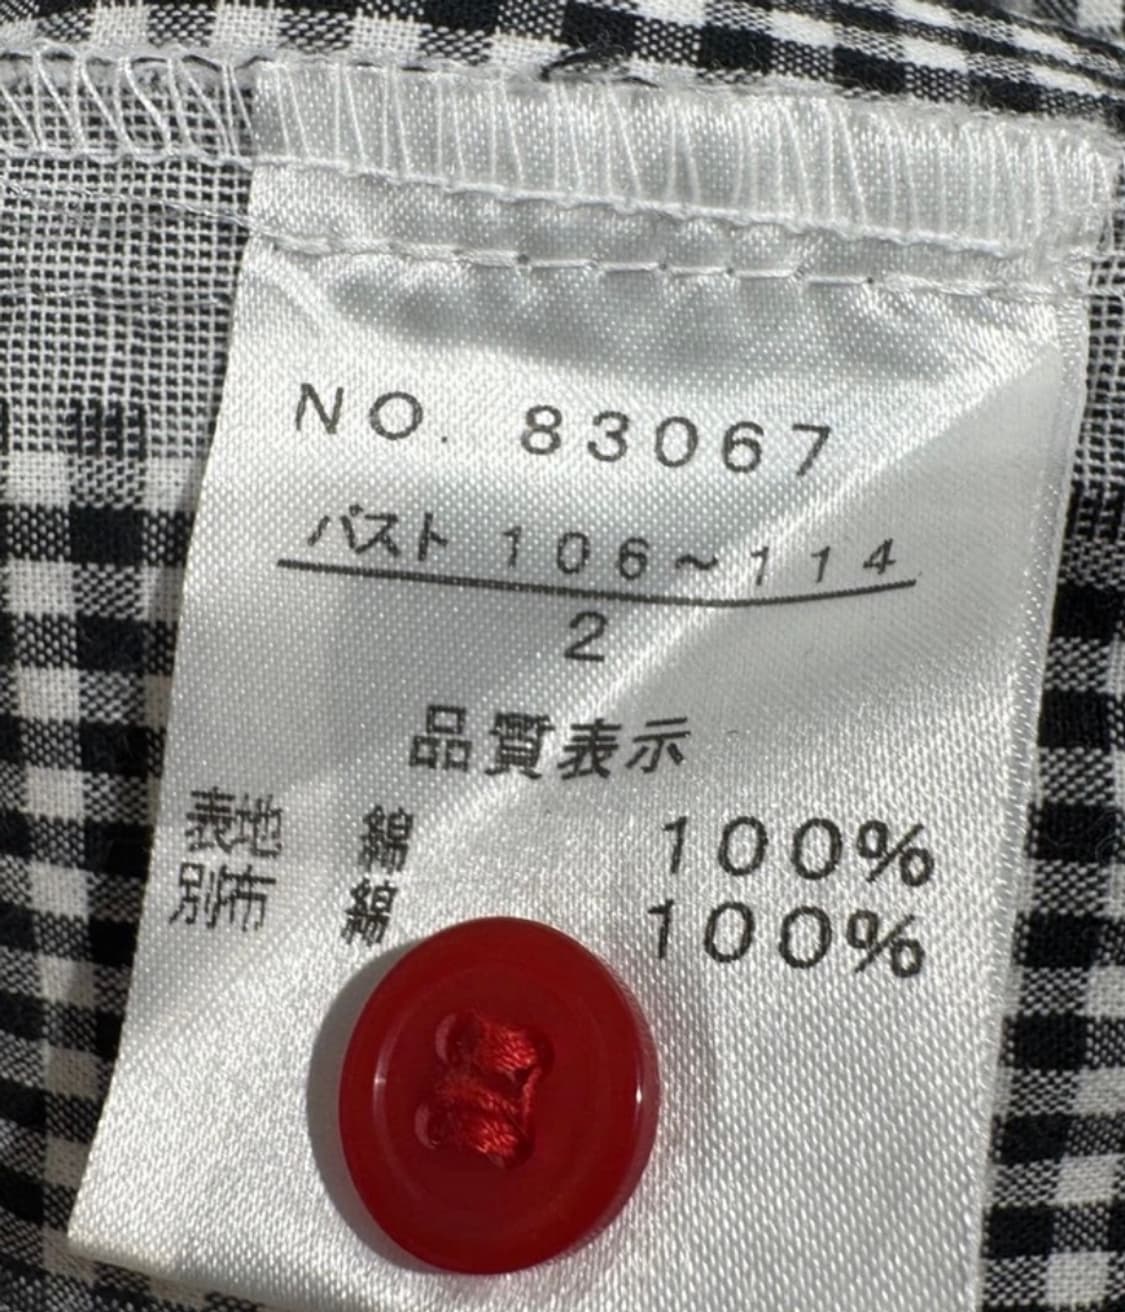 NO. 83067
バスト 106~114
2
品質表示
表地 綿 100%
別布 綿 100%